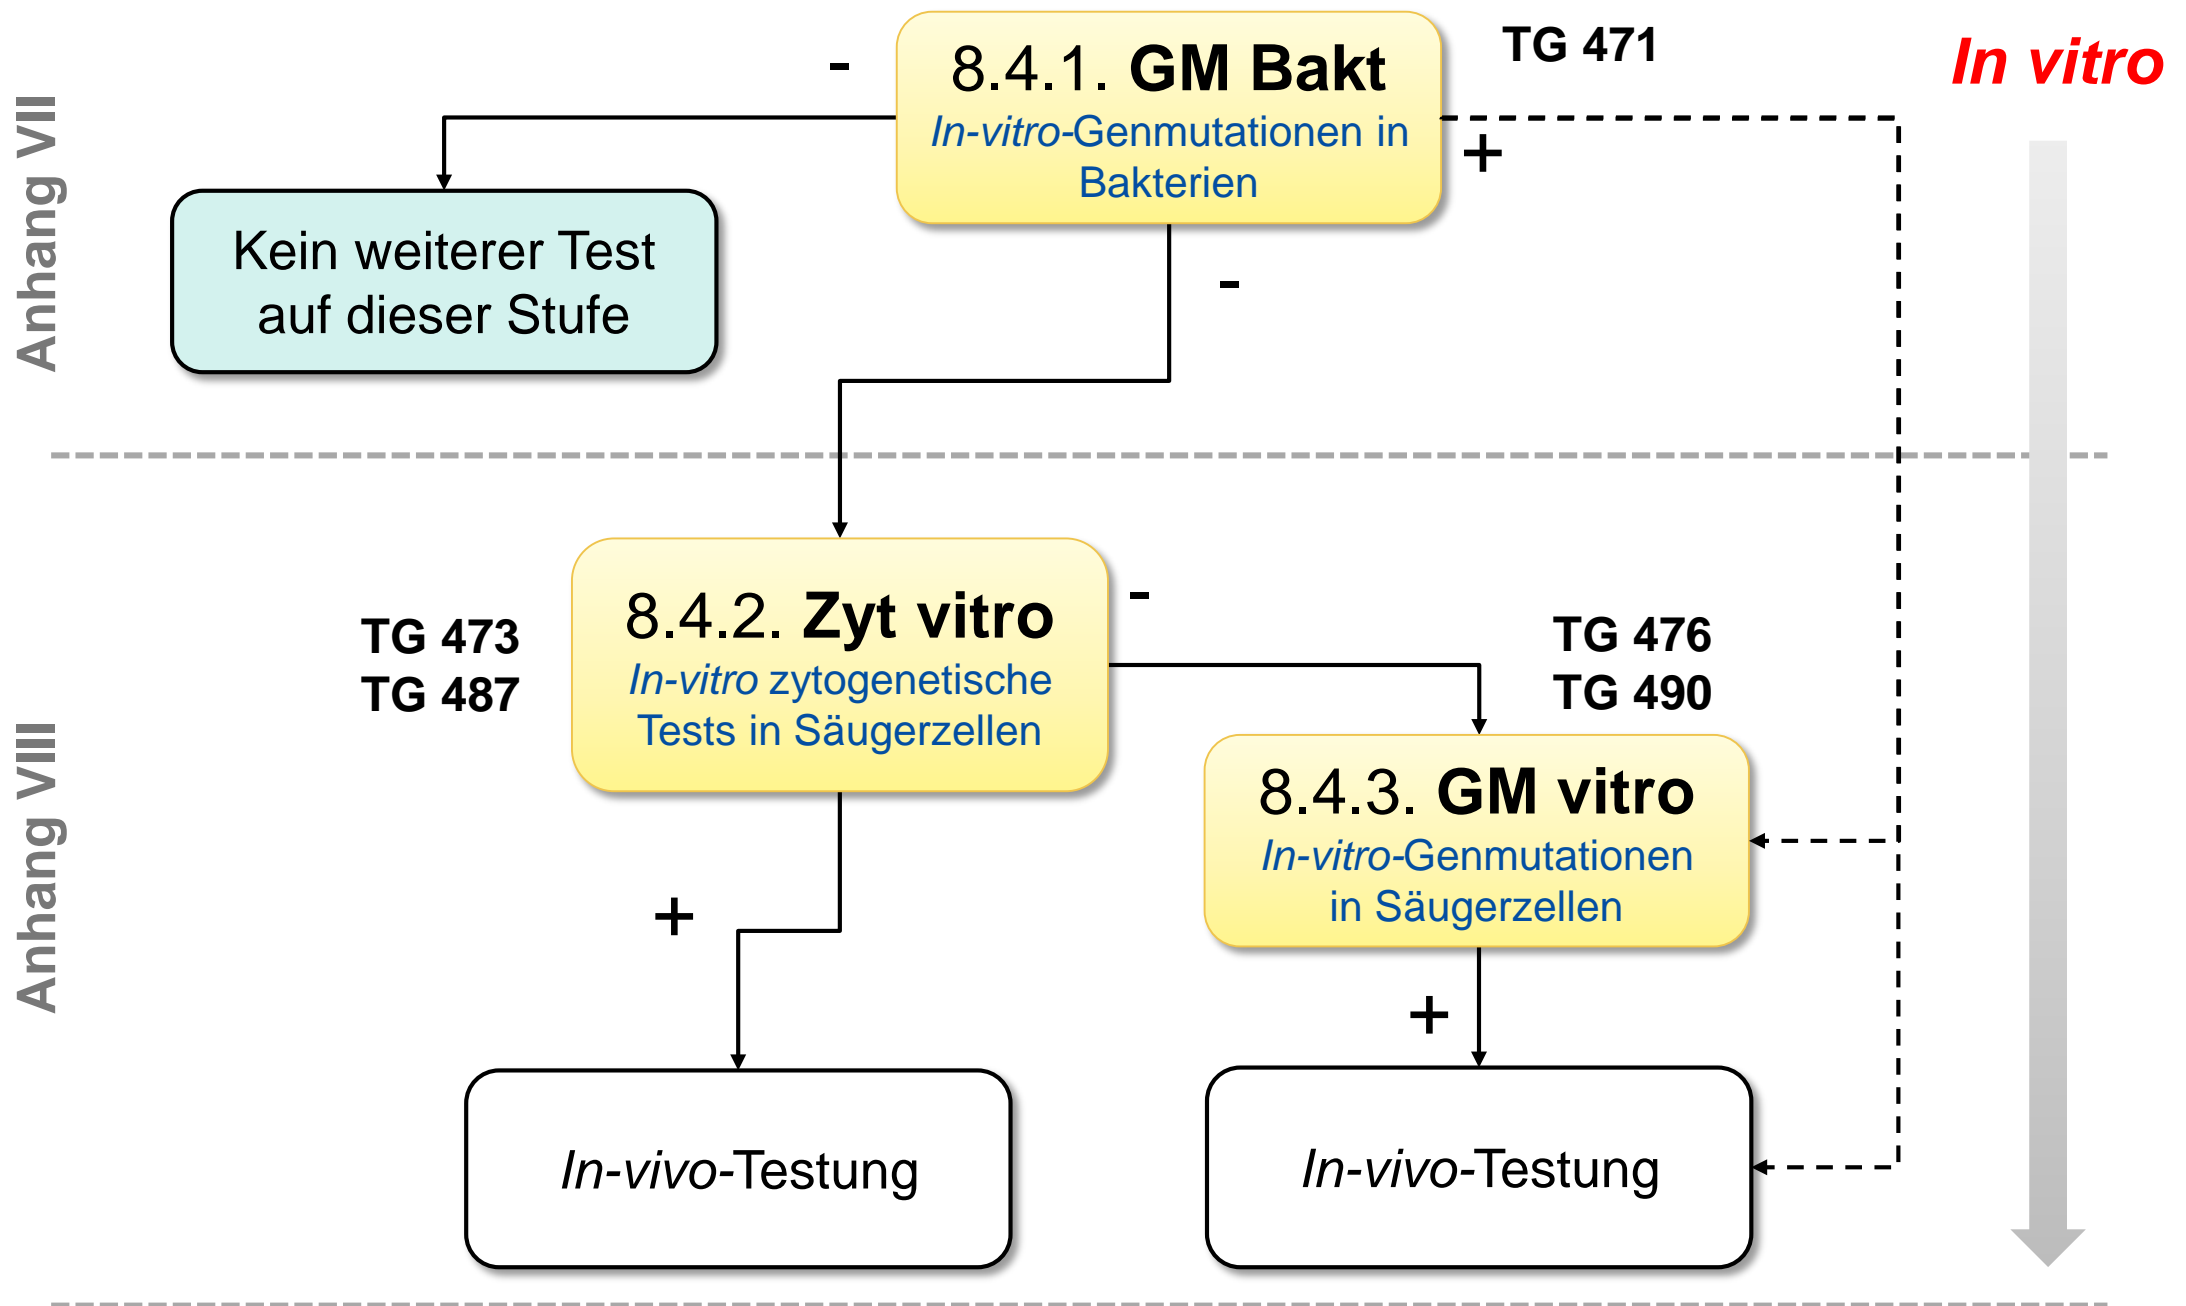 8.4.1. GM Bakt
In-vitro-Genmutationen in
Bakterien
TG 471
In vitro
-
+
Anhang VII
Kein weiterer Test
auf dieser Stufe
-
8.4.2. Zyt vitro
In-vitro zytogenetische
Tests in Säugerzellen
TG 473
TG 487
-
TG 476
TG 490
8.4.3. GM vitro
In-vitro-Genmutationen
in Säugerzellen
Anhang VIII
+
+
In-vivo-Testung
In-vivo-Testung